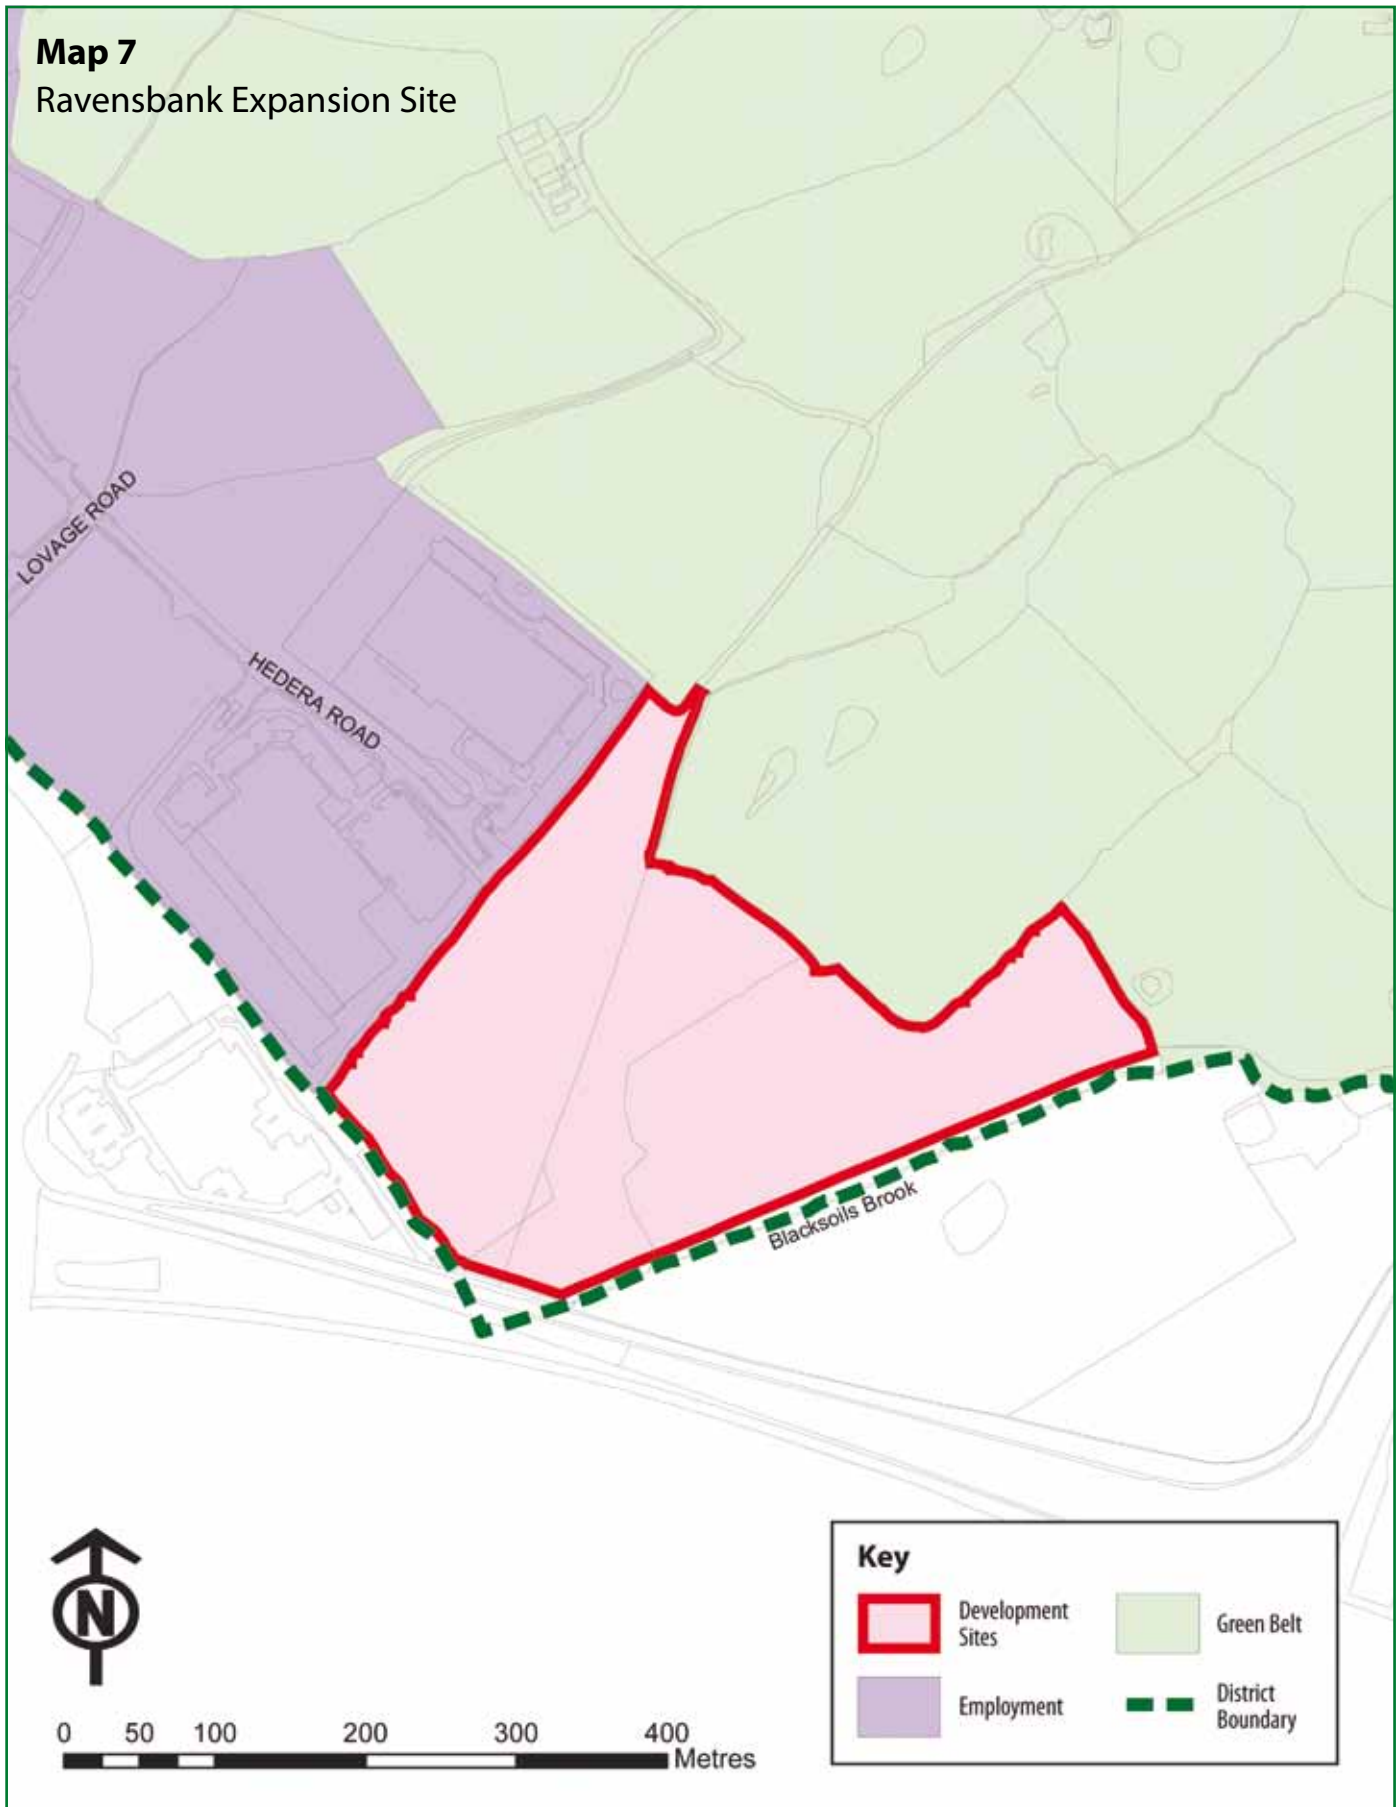 Map 7
Ravensbank Expansion Site
LOVAGE ROAD
HEDERA ROAD
Blacksoils Brook
N
0 50 100 200 300 400
Metres
Key
Development
Sites
Green Belt
Employment
District
Boundary